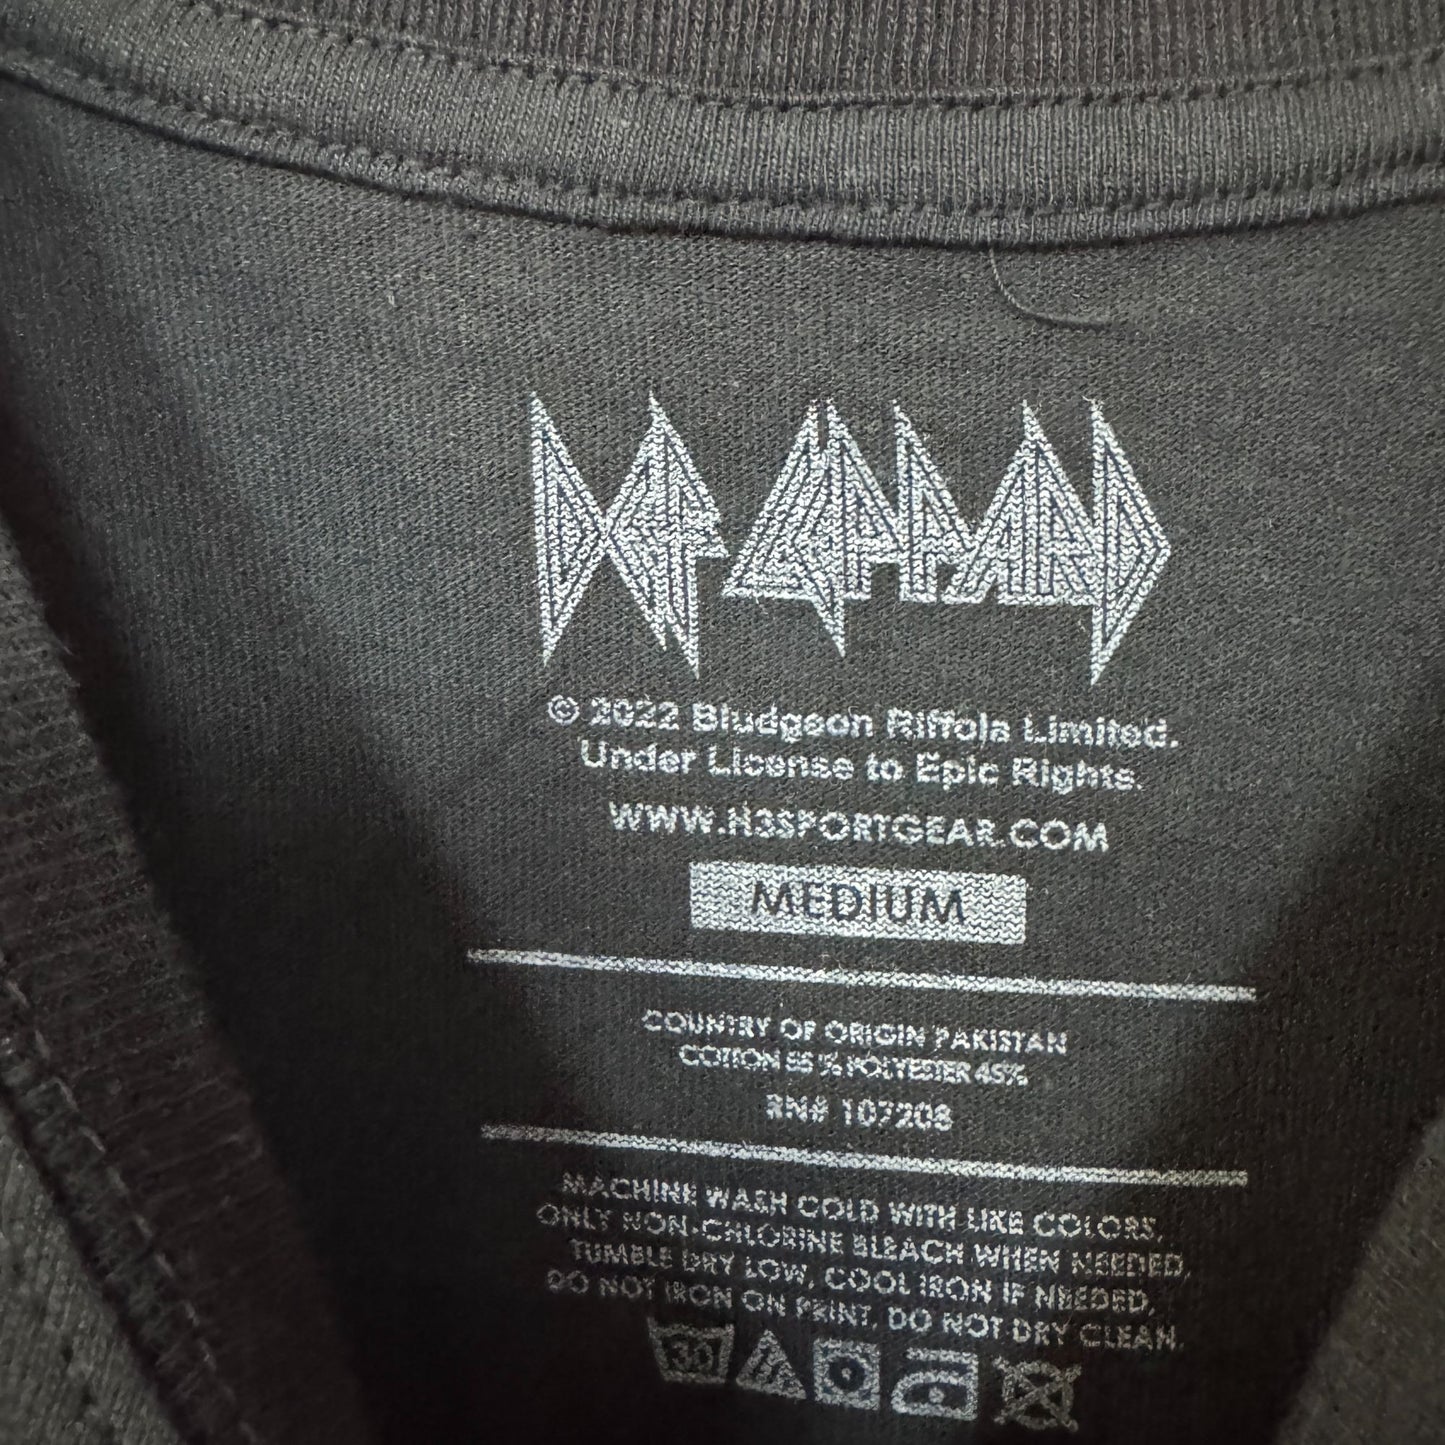 DEF LEPPARD
© 2022 Bludgeon Riffola Limited.
Under License to Epic Rights.
WWW.H3SPORTGEAR.COM
MEDIUM
COUNTRY OF ORIGIN PAKISTAN
COTTON 55 % POLYESTER 45%
RN# 107208
MACHINE WASH COLD WITH LIKE COLORS.
ONLY NON-CHLORINE BLEACH WHEN NEEDED,
TUMBLE DRY LOW, COOL IRON IF NEEDED,
DO NOT IRON ON PRINT, DO NOT DRY CLEAN.
30